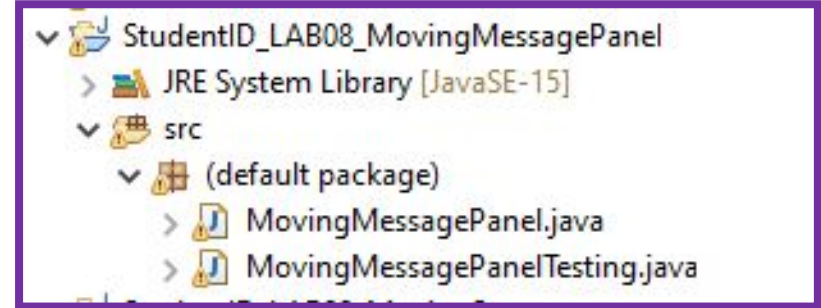 StudentID_LAB08_MovingMessagePanel
JRE System Library [JavaSE-15]
src
(default package)
MovingMessagePanel.java
MovingMessagePanelTesting.java